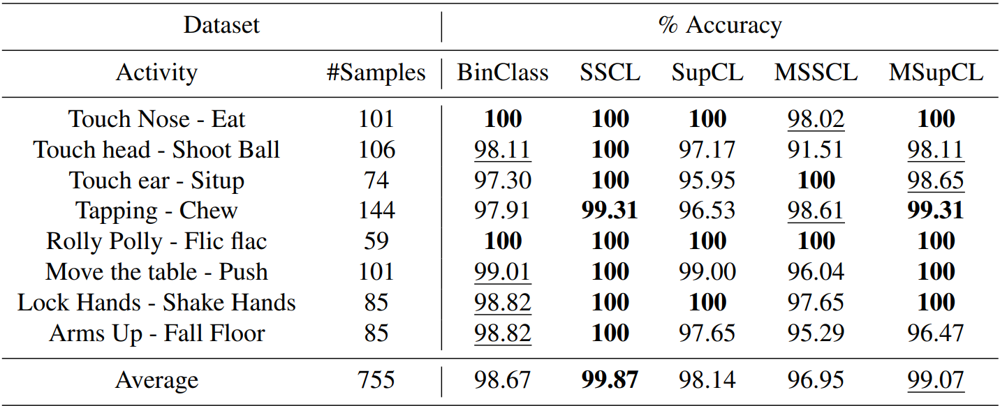 Dataset % Accuracy
Activity #Samples BinClass SSCL SupCL MSSCL MSupCL
Touch Nose - Eat 101 100 100 100 98.02 100
Touch head - Shoot Ball 106 98.11 100 97.17 91.51 98.11
Touch ear - Situp 74 97.30 100 95.95 100 98.65
Tapping - Chew 144 97.91 99.31 96.53 98.61 99.31
Rolly Polly - Flic flac 59 100 100 100 100 100
Move the table - Push 101 99.01 100 99.00 96.04 100
Lock Hands - Shake Hands 85 98.82 100 100 97.65 100
Arms Up - Fall Floor 85 98.82 100 97.65 95.29 96.47
Average 755 98.67 99.87 98.14 96.95 99.07